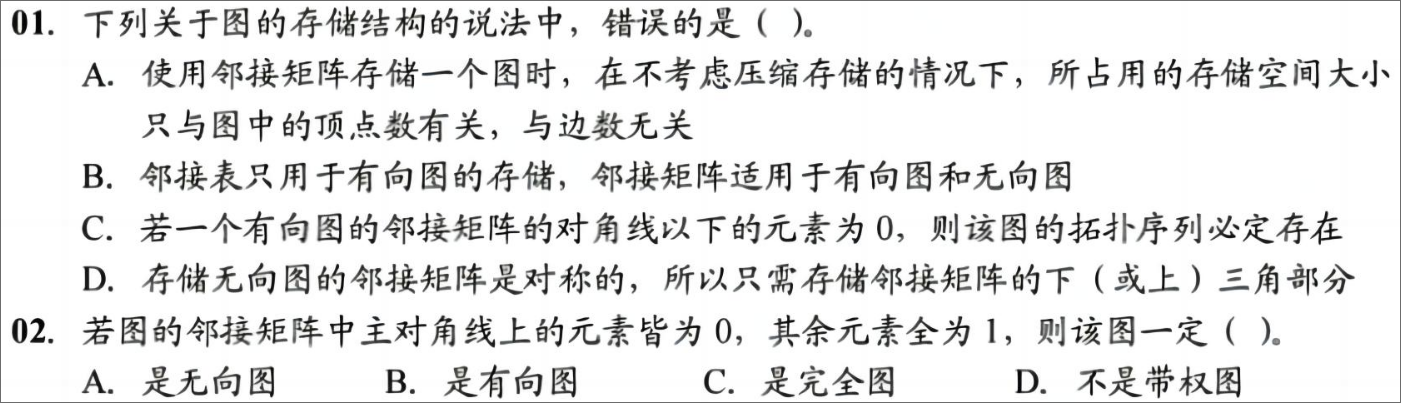 01. 下列关于图的存储结构的说法中，错误的是（ ）。
A. 使用邻接矩阵存储一个图时，在不考虑压缩存储的情况下，所占用的存储空间大小
只与图中的顶点数有关，与边数无关
B. 邻接表只用于有向图的存储，邻接矩阵适用于有向图和无向图
C. 若一个有向图的邻接矩阵的对角线以下的元素为 0，则该图的拓扑序列必定存在
D. 存储无向图的邻接矩阵是对称的，所以只需存储邻接矩阵的下（或上）三角部分
02. 若图的邻接矩阵中主对角线上的元素皆为 0，其余元素全为 1，则该图一定（ ）。
A. 是无向图 B. 是有向图 C. 是完全图 D. 不是带权图